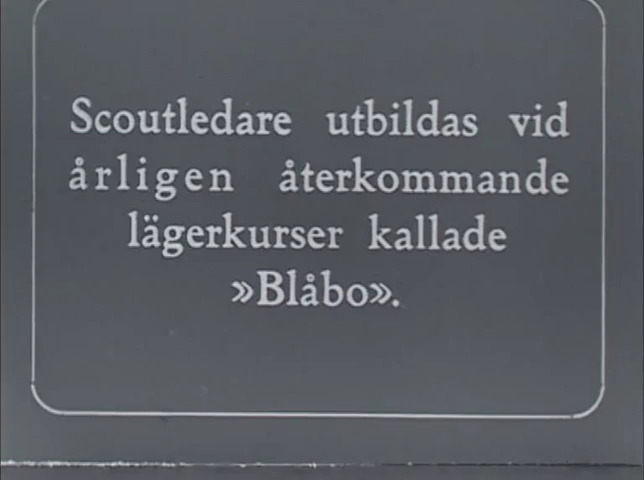 Scoutledare utbildas vid
årligen återkommande
lägerkurser kallade
»Blåbo».